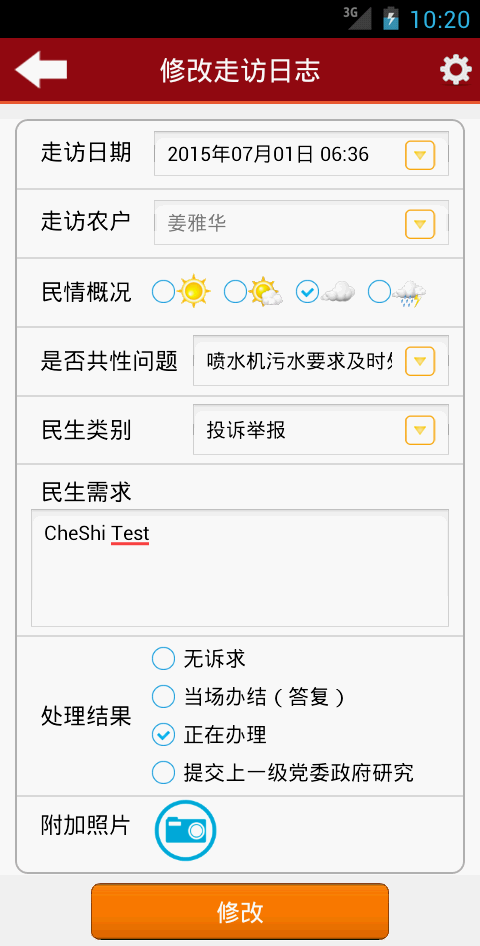 3G 10:20
修改走访日志
走访日期 2015年07月01日 06:36
走访农户 姜雅华
民情概况
是否共性问题 喷水机污水要求及时
民生类别 投诉举报
民生需求
CheShi Test
无诉求
当场办结（答复）
处理结果
正在办理
提交上一级党委政府研究
附加照片
修改